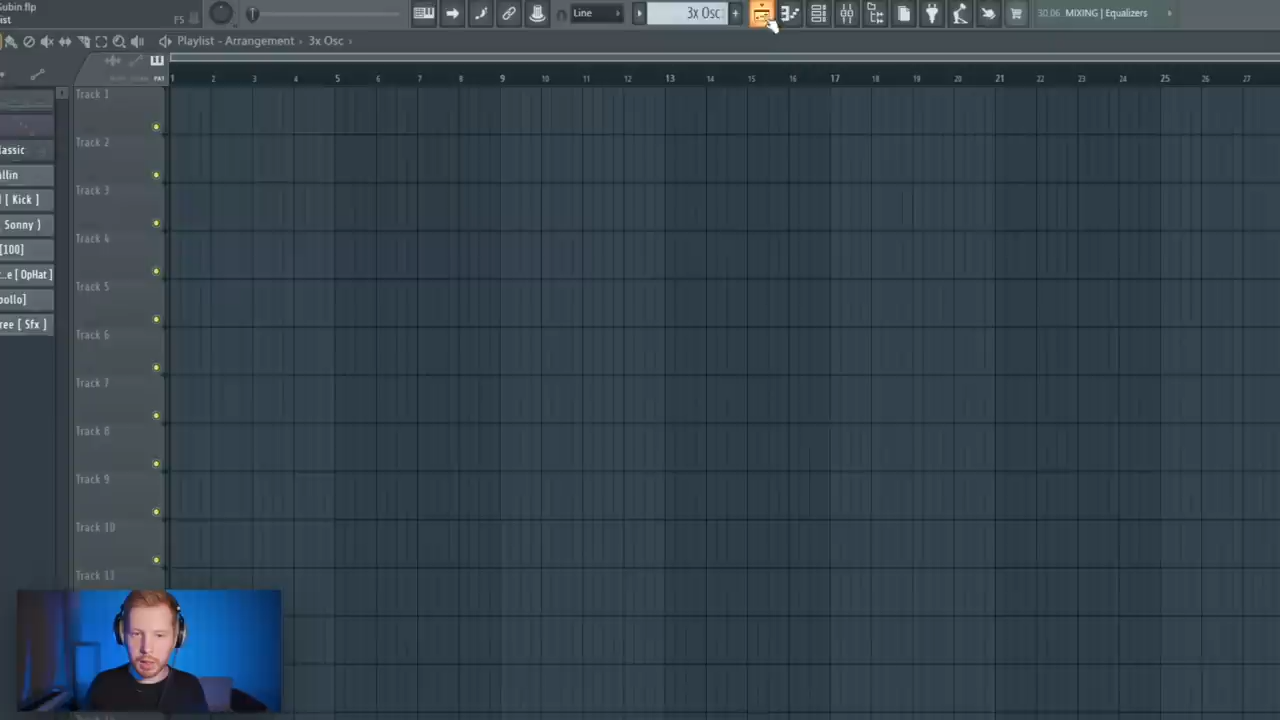 Gubin.flp
ist
F5
Line
3x Osc
30.06 MIXING | Equalizers
Playlist - Arrangement › 3x Osc ›
PAT
1 2 3 4 5 6 7 8 9 10 11 12 13 14 15 16 17 18 19 20 21 22 23 24 25 26 27
Track 1
Track 2
lassic
allin
Track 3
[ Kick ]
Sonny )
Track 4
[100]
..e [ OpHat ]
Track 5
pollo]
ree [ Sfx ]
Track 6
Track 7
Track 8
Track 9
Track 10
Track 11